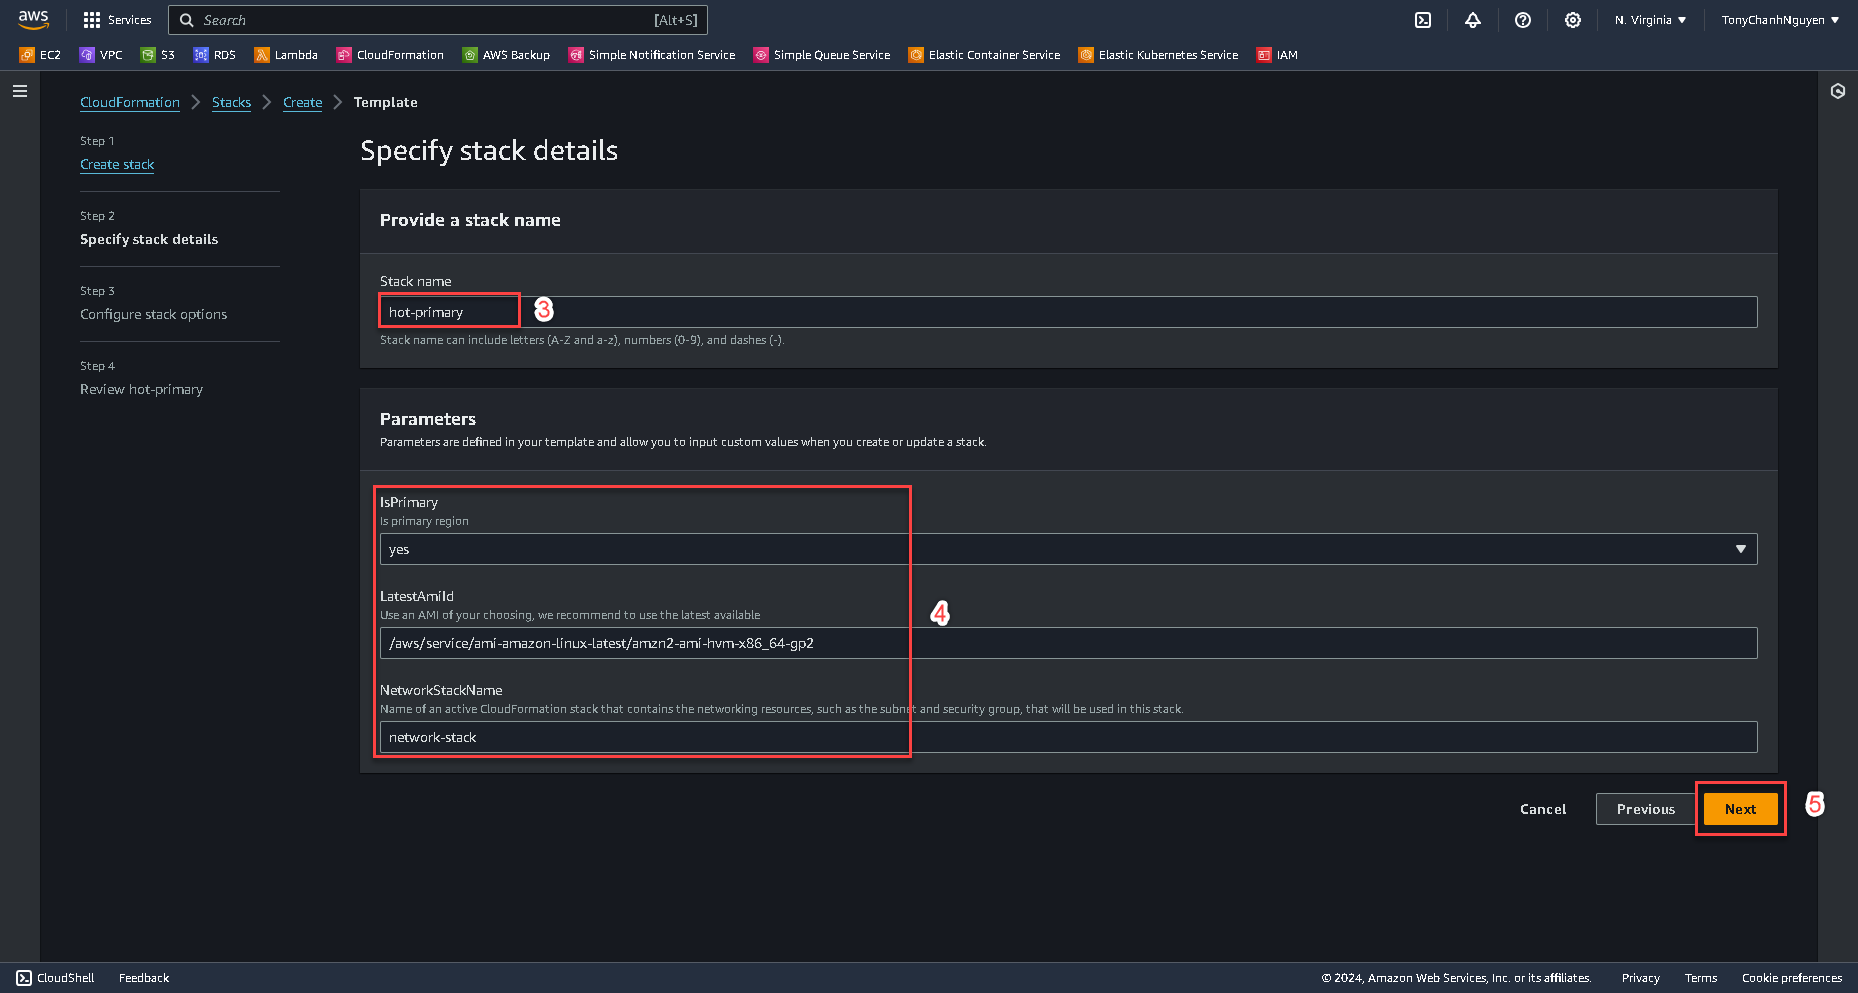 aws
Services
Search
[Alt+S]
N. Virginia
TonyChanhNguyen
EC2
VPC
S3
RDS
Lambda
CloudFormation
AWS Backup
Simple Notification Service
Simple Queue Service
Elastic Container Service
Elastic Kubernetes Service
IAM
CloudFormation
Stacks
Create
Template
Step 1
Create stack
Step 2
Specify stack details
Step 3
Configure stack options
Step 4
Review hot-primary
Specify stack details
Provide a stack name
Stack name
hot-primary
3
Stack name can include letters (A-Z and a-z), numbers (0-9), and dashes (-).
Parameters
Parameters are defined in your template and allow you to input custom values when you create or update a stack.
IsPrimary
Is primary region
yes
LatestAmiId
Use an AMI of your choosing, we recommend to use the latest available
4
/aws/service/ami-amazon-linux-latest/amzn2-ami-hvm-x86_64-gp2
NetworkStackName
Name of an active CloudFormation stack that contains the networking resources, such as the subnet and security group, that will be used in this stack.
network-stack
Cancel
Previous
Next
5
CloudShell
Feedback
© 2024, Amazon Web Services, Inc. or its affiliates.
Privacy
Terms
Cookie preferences